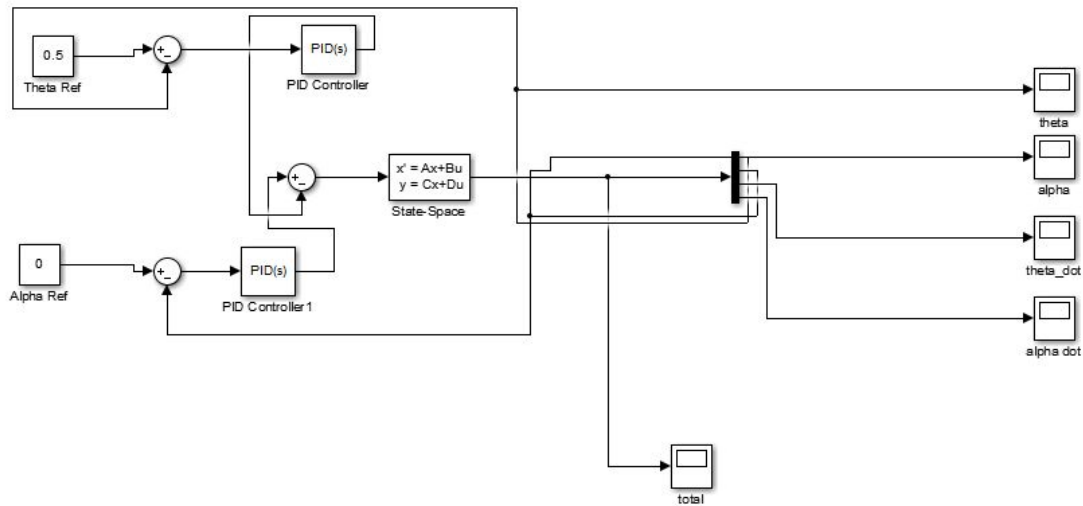 0.5
Theta Ref
+
−
PID(s)
PID Controller
theta
+
−
x' = Ax+Bu
y = Cx+Du
State-Space
alpha
0
Alpha Ref
+
−
PID(s)
PID Controller1
theta_dot
alpha dot
total